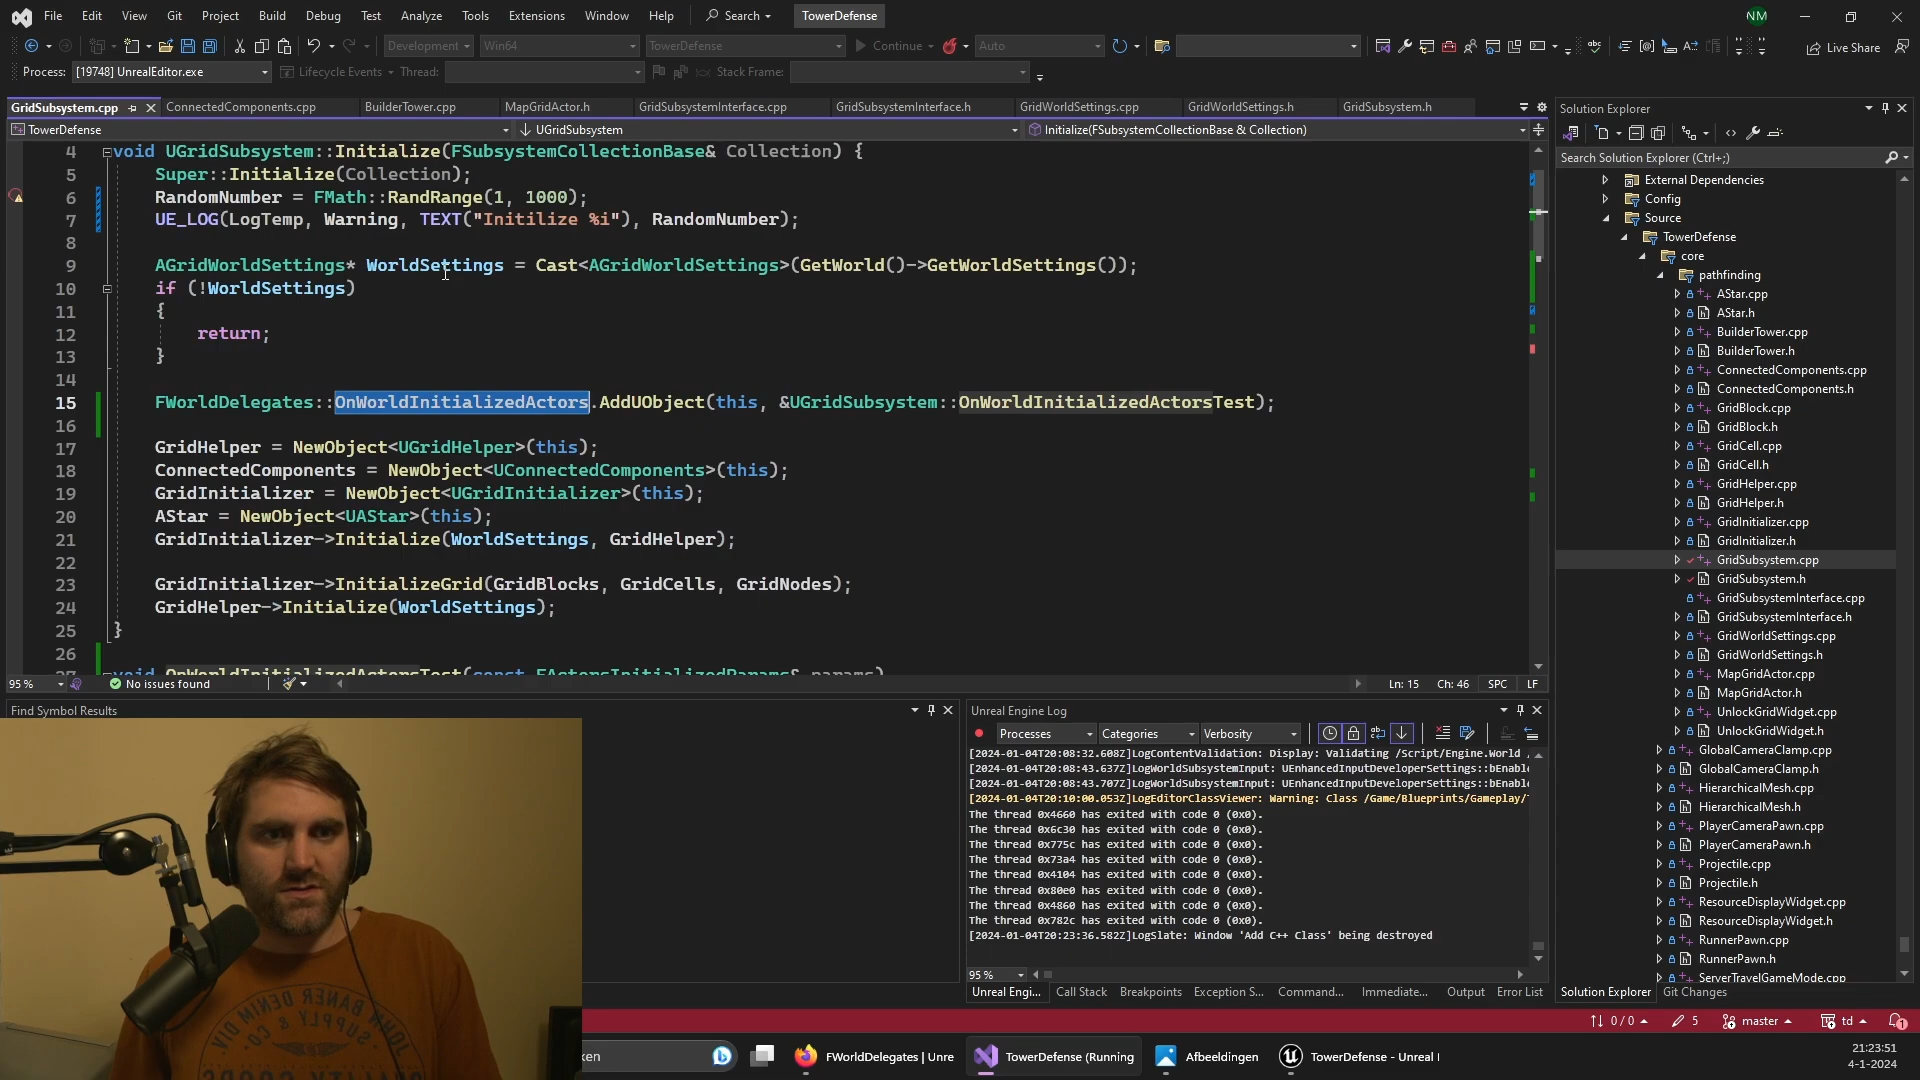 File Edit View Git Project Build Debug Test Analyze Tools Extensions Window Help Search TowerDefense NM
Development Win64 TowerDefense Continue Auto Live Share
Process: [19748] UnrealEditor.exe Lifecycle Events Thread: Stack Frame:
GridSubsystem.cpp ConnectedComponents.cpp BuilderTower.cpp MapGridActor.h GridSubsystemInterface.cpp GridSubsystemInterface.h GridWorldSettings.cpp GridWorldSettings.h GridSubsystem.h
TowerDefense UGridSubsystem Initialize(FSubsystemCollectionBase & Collection)
4 void UGridSubsystem::Initialize(FSubsystemCollectionBase& Collection) {
5 Super::Initialize(Collection);
6 RandomNumber = FMath::RandRange(1, 1000);
7 UE_LOG(LogTemp, Warning, TEXT("Initilize %i"), RandomNumber);
8
9 AGridWorldSettings* WorldSettings = Cast<AGridWorldSettings>(GetWorld()->GetWorldSettings());
10 if (!WorldSettings)
11 {
12 return;
13 }
14
15 FWorldDelegates::OnWorldInitializedActors.AddUObject(this, &UGridSubsystem::OnWorldInitializedActorsTest);
16
17 GridHelper = NewObject<UGridHelper>(this);
18 ConnectedComponents = NewObject<UConnectedComponents>(this);
19 GridInitializer = NewObject<UGridInitializer>(this);
20 AStar = NewObject<UAStar>(this);
21 GridInitializer->Initialize(WorldSettings, GridHelper);
22
23 GridInitializer->InitializeGrid(GridBlocks, GridCells, GridNodes);
24 GridHelper->Initialize(WorldSettings);
25 }
26
27 void OnWorldInitializedActorsTest(const FActorsInitializedParams& params)
95 % No issues found Ln: 15 Ch: 46 SPC LF
Find Symbol Results
Unreal Engine Log
Processes Categories Verbosity
[2024-01-04T20:08:32.608Z]LogContentValidation: Display: Validating /Script/Engine.World
[2024-01-04T20:08:43.637Z]LogWorldSubsystemInput: UEnhancedInputDeveloperSettings::bEnabl
[2024-01-04T20:08:43.707Z]LogWorldSubsystemInput: UEnhancedInputDeveloperSettings::bEnabl
[2024-01-04T20:10:00.053Z]LogEditorClassViewer: Warning: Class /Game/Blueprints/Gameplay/
The thread 0x4660 has exited with code 0 (0x0).
The thread 0x6c30 has exited with code 0 (0x0).
The thread 0x775c has exited with code 0 (0x0).
The thread 0x73a4 has exited with code 0 (0x0).
The thread 0x4104 has exited with code 0 (0x0).
The thread 0x80e0 has exited with code 0 (0x0).
The thread 0x4860 has exited with code 0 (0x0).
The thread 0x782c has exited with code 0 (0x0).
[2024-01-04T20:23:36.582Z]LogSlate: Window 'Add C++ Class' being destroyed
95 %
Unreal Engi... Call Stack Breakpoints Exception S... Command... Immediate... Output Error List
Solution Explorer
Search Solution Explorer (Ctrl+;)
External Dependencies
Config
Source
TowerDefense
core
pathfinding
AStar.cpp
AStar.h
BuilderTower.cpp
BuilderTower.h
ConnectedComponents.cpp
ConnectedComponents.h
GridBlock.cpp
GridBlock.h
GridCell.cpp
GridCell.h
GridHelper.cpp
GridHelper.h
GridInitializer.cpp
GridInitializer.h
GridSubsystem.cpp
GridSubsystem.h
GridSubsystemInterface.cpp
GridSubsystemInterface.h
GridWorldSettings.cpp
GridWorldSettings.h
MapGridActor.cpp
MapGridActor.h
UnlockGridWidget.cpp
UnlockGridWidget.h
GlobalCameraClamp.cpp
GlobalCameraClamp.h
HierarchicalMesh.cpp
HierarchicalMesh.h
PlayerCameraPawn.cpp
PlayerCameraPawn.h
Projectile.cpp
Projectile.h
ResourceDisplayWidget.cpp
ResourceDisplayWidget.h
RunnerPawn.cpp
RunnerPawn.h
ServerTravelGameMode.cpp
Solution Explorer Git Changes
0 / 0 5 master td 1
ken FWorldDelegates | Unre TowerDefense (Running Afbeeldingen TowerDefense - Unreal
21:23:51
4-1-2024
BANER DENIM DIV
SUPPLY & CO